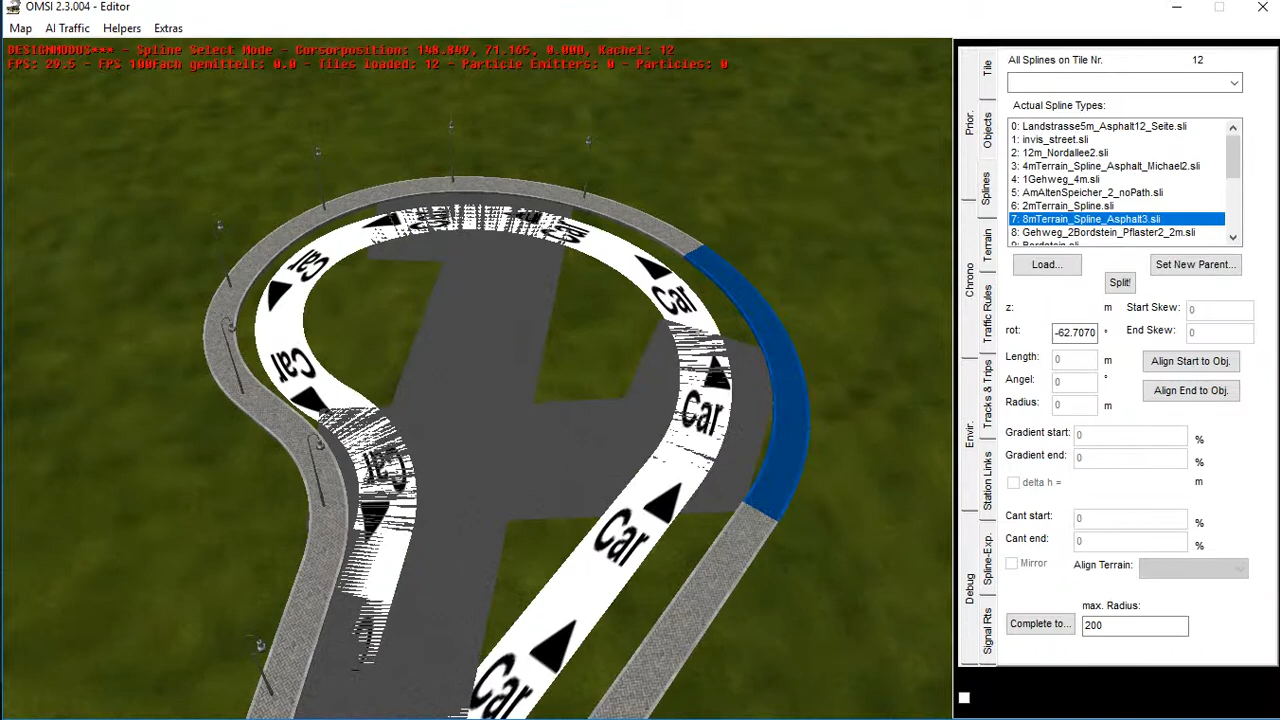 OMSI 2.3.004 - Editor
Map AI Traffic Helpers Extras
DESIGNMODUS*** - Spline Select Mode - Cursorposition: 148.849, 71.165, 0.000, Kachel: 12
FPS: 29.5 - FPS 100fach gemittelt: 0.0 - Tiles loaded: 12 - Particle Emitters: 0 - Particles: 0
Car
Car
Car
Car
Car
Car
Car
Car
Prior.
Chrono
Envir.
Debug
Tile
Objects
Splines
Terrain
Traffic Rules
Tracks & Trips
Station Links
Spline-Exp.
Signal Rts
All Splines on Tile Nr. 12
Actual Spline Types:
0: Landstrasse5m_Asphalt12_Seite.sli
1: invis_street.sli
2: 12m_Nordallee2.sli
3: 4mTerrain_Spline_Asphalt_Michael2.sli
4: 1Gehweg_4m.sli
5: AmAltenSpeicher_2_noPath.sli
6: 2mTerrain_Spline.sli
7: 8mTerrain_Spline_Asphalt3.sli
8: Gehweg_2Bordstein_Pflaster2_2m.sli
9: Bordstein.sli
Load... Set New Parent...
Split!
z: m Start Skew: 0
rot: -62.7070 ° End Skew: 0
Length: 0 m Align Start to Obj.
Angel: 0 °
Radius: 0 m Align End to Obj.
Gradient start: 0 %
Gradient end: 0 %
delta h = m
Cant start: 0 %
Cant end: 0 %
Mirror Align Terrain:
max. Radius:
Complete to... 200